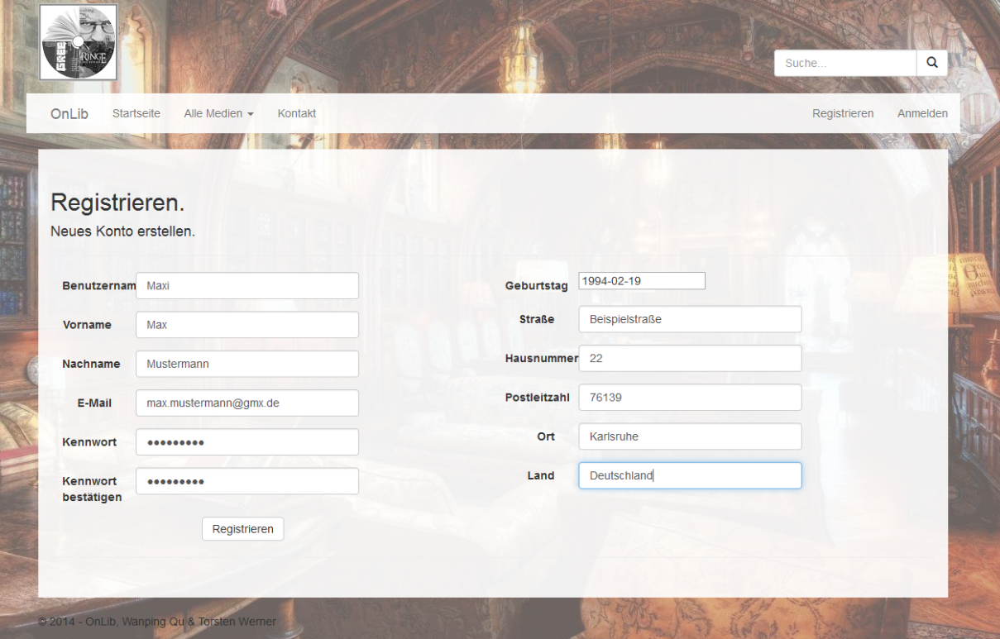 GREE
RINGE
Suche...
OnLib Startseite Alle Medien Kontakt Registrieren Anmelden
Registrieren.
Neues Konto erstellen.
Benutzernam Maxi
Vorname Max
Nachname Mustermann
E-Mail max.mustermann@gmx.de
Kennwort ●●●●●●●●●
Kennwort
bestätigen ●●●●●●●●●
Registrieren
Geburtstag 1994-02-19
Straße Beispielstraße
Hausnummer 22
Postleitzahl 76139
Ort Karlsruhe
Land Deutschland
© 2014 - OnLib, Wanping Qu & Torsten Werner